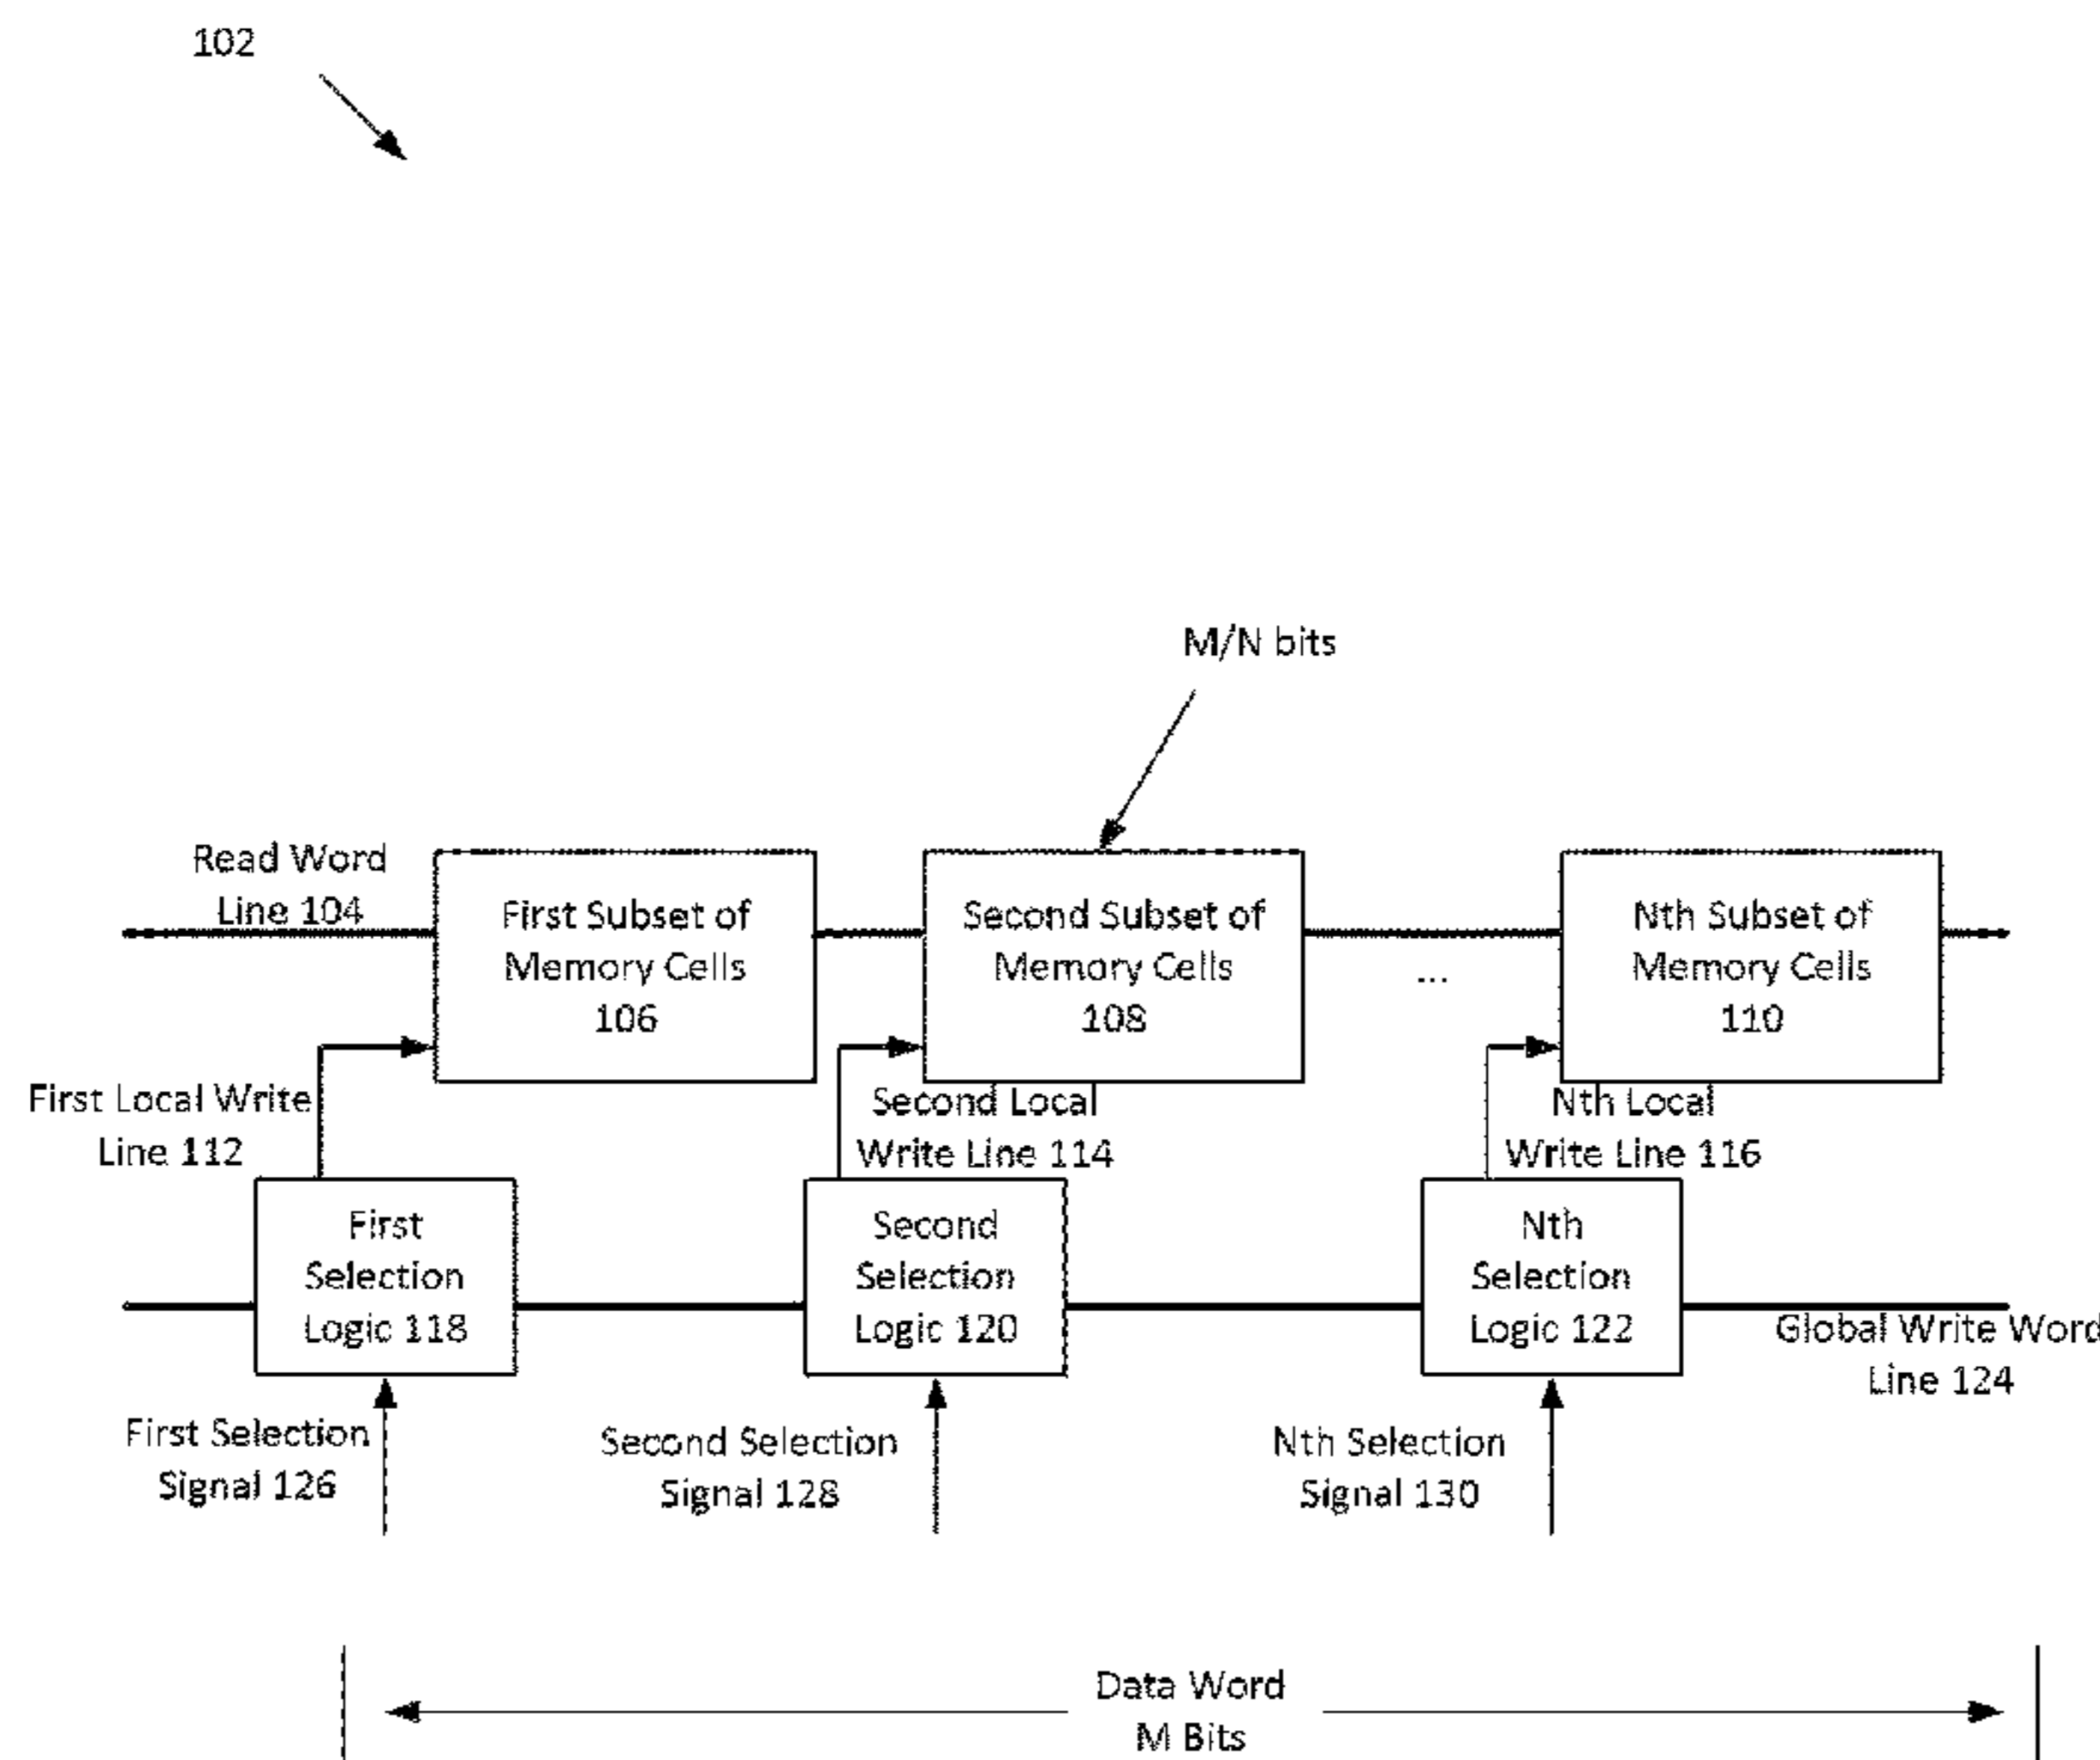 102
M/N bits
Read Word
Line 104
First Subset of
Memory Cells
106
Second Subset of
Memory Cells
108
...
Nth Subset of
Memory Cells
110
First Local Write
Line 112
Second Local
Write Line 114
Nth Local
Write Line 116
First
Selection
Logic 118
Second
Selection
Logic 120
Nth
Selection
Logic 122
Global Write Word
Line 124
First Selection
Signal 126
Second Selection
Signal 128
Nth Selection
Signal 130
Data Word
M Bits